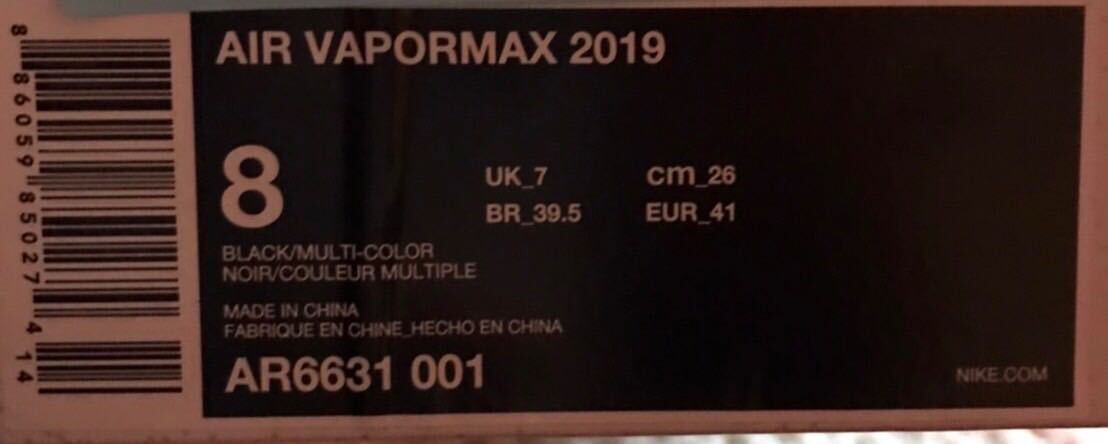 AIR VAPORMAX 2019
8
UK_7 cm_26
BR_39.5 EUR_41
BLACK/MULTI-COLOR
NOIR/COULEUR MULTIPLE
MADE IN CHINA
FABRIQUE EN CHINE_HECHO EN CHINA
AR6631 001
NIKE.COM
8 86059 85027 4 14